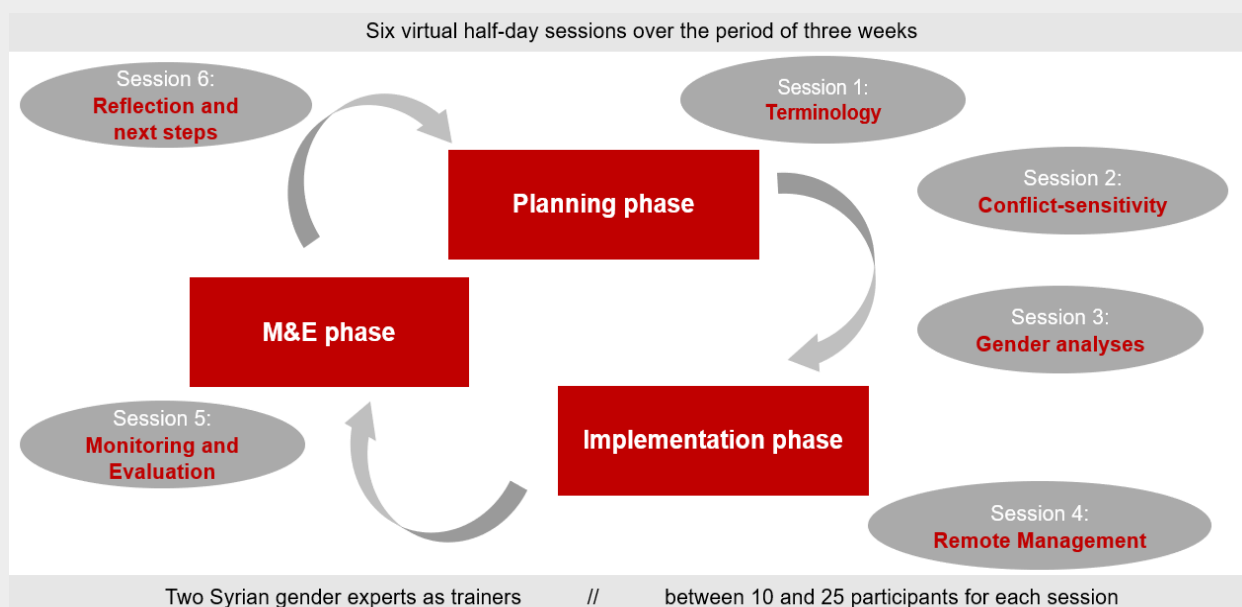 Six virtual half-day sessions over the period of three weeks
Session 6:
Reflection and
next steps
Session 1:
Terminology
Planning phase
Session 2:
Conflict-sensitivity
M&E phase
Session 3:
Gender analyses
Session 5:
Monitoring and
Evaluation
Implementation phase
Session 4:
Remote Management
Two Syrian gender experts as trainers // between 10 and 25 participants for each session